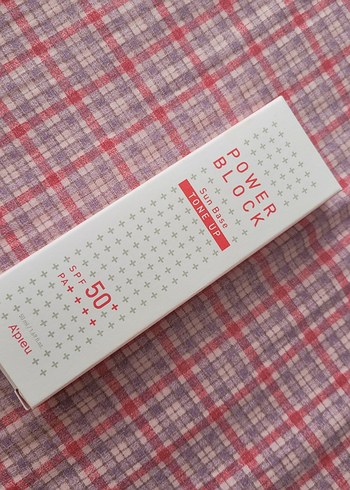 POWER
BLOCK
Sun Base
TONE UP
SPF 50+
PA++++
A'pieu